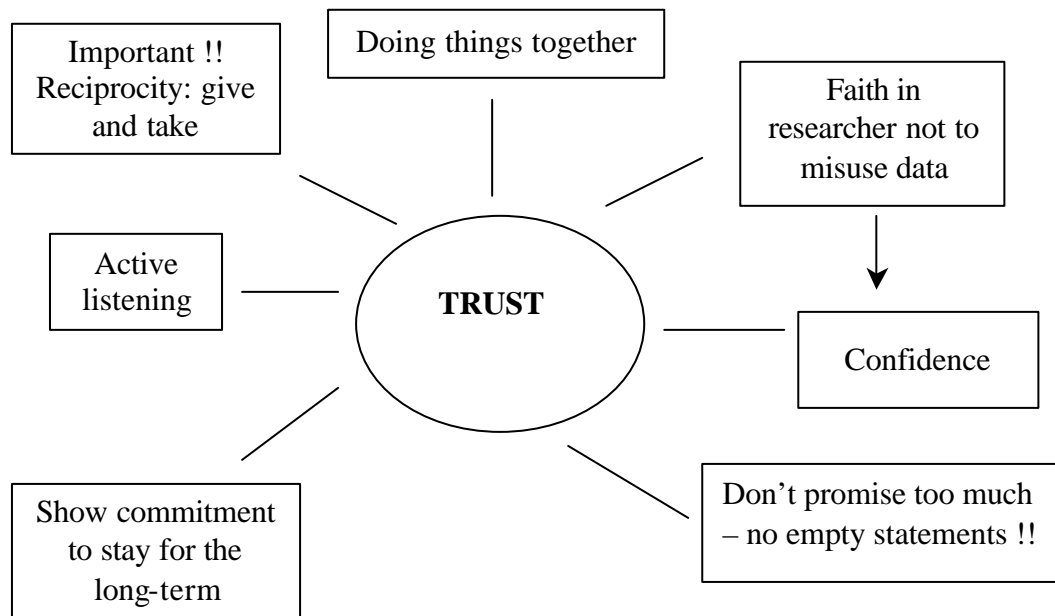 Important !!
Reciprocity: give
and take
Doing things together
Faith in
researcher not to
misuse data
Active
listening
TRUST
Confidence
Show commitment
to stay for the
long-term
Don’t promise too much
– no empty statements !!